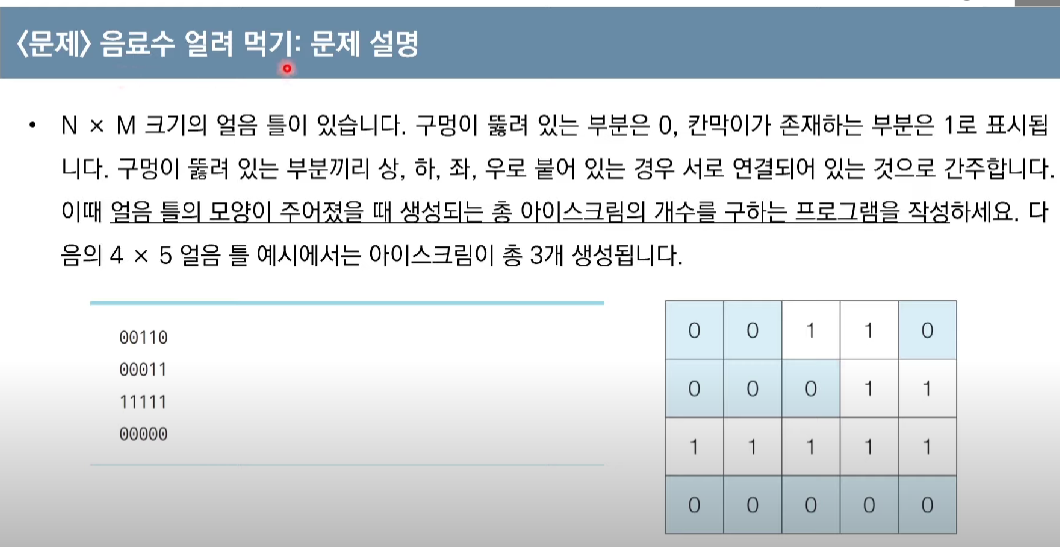 <문제> 음료수 얼려 먹기: 문제 설명
• N × M 크기의 얼음 틀이 있습니다. 구멍이 뚫려 있는 부분은 0, 칸막이가 존재하는 부분은 1로 표시됩
니다. 구멍이 뚫려 있는 부분끼리 상, 하, 좌, 우로 붙어 있는 경우 서로 연결되어 있는 것으로 간주합니다.
이때 얼음 틀의 모양이 주어졌을 때 생성되는 총 아이스크림의 개수를 구하는 프로그램을 작성하세요. 다
음의 4 × 5 얼음 틀 예시에서는 아이스크림이 총 3개 생성됩니다.
00110
00011
11111
00000
0 0 1 1 0
0 0 0 1 1
1 1 1 1 1
0 0 0 0 0